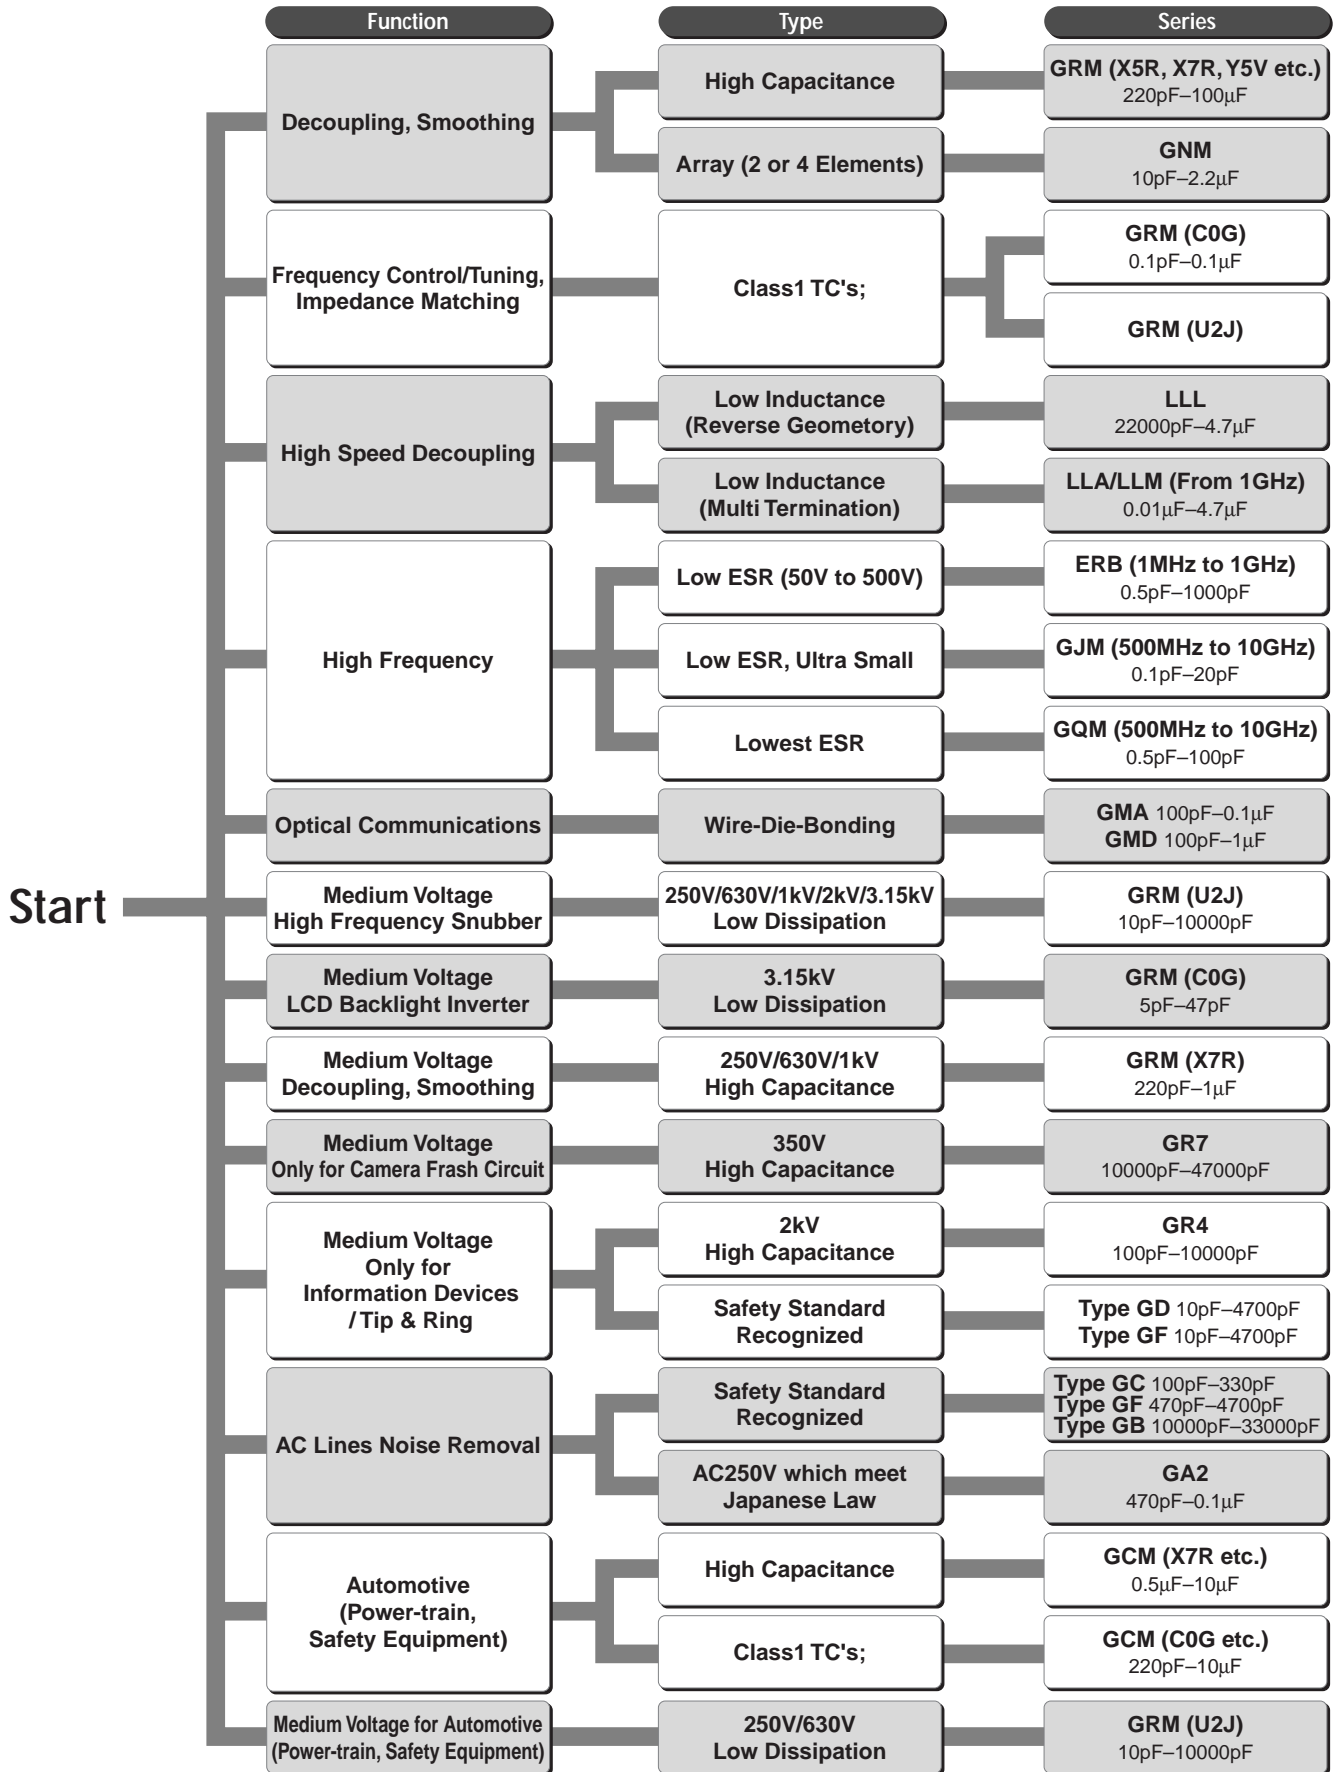 Function
Type
Series
Start
Decoupling, Smoothing
High Capacitance
GRM (X5R, X7R, Y5V etc.)
220pF–100μF
Array (2 or 4 Elements)
GNM
10pF–2.2μF
Frequency Control/Tuning,
Impedance Matching
Class1 TC's;
GRM (C0G)
0.1pF–0.1μF
GRM (U2J)
High Speed Decoupling
Low Inductance
(Reverse Geometory)
LLL
22000pF–4.7μF
Low Inductance
(Multi Termination)
LLA/LLM (From 1GHz)
0.01μF–4.7μF
High Frequency
Low ESR (50V to 500V)
ERB (1MHz to 1GHz)
0.5pF–1000pF
Low ESR, Ultra Small
GJM (500MHz to 10GHz)
0.1pF–20pF
Lowest ESR
GQM (500MHz to 10GHz)
0.5pF–100pF
Optical Communications
Wire-Die-Bonding
GMA 100pF–0.1μF
GMD 100pF–1μF
Medium Voltage
High Frequency Snubber
250V/630V/1kV/2kV/3.15kV
Low Dissipation
GRM (U2J)
10pF–10000pF
Medium Voltage
LCD Backlight Inverter
3.15kV
Low Dissipation
GRM (C0G)
5pF–47pF
Medium Voltage
Decoupling, Smoothing
250V/630V/1kV
High Capacitance
GRM (X7R)
220pF–1μF
Medium Voltage
Only for Camera Frash Circuit
350V
High Capacitance
GR7
10000pF–47000pF
Medium Voltage
Only for
Information Devices
/ Tip & Ring
2kV
High Capacitance
GR4
100pF–10000pF
Safety Standard
Recognized
Type GD 10pF–4700pF
Type GF 10pF–4700pF
AC Lines Noise Removal
Safety Standard
Recognized
Type GC 100pF–330pF
Type GF 470pF–4700pF
Type GB 10000pF–33000pF
AC250V which meet
Japanese Law
GA2
470pF–0.1μF
Automotive
(Power-train,
Safety Equipment)
High Capacitance
GCM (X7R etc.)
0.5μF–10μF
Class1 TC's;
GCM (C0G etc.)
220pF–10μF
Medium Voltage for Automotive
(Power-train, Safety Equipment)
250V/630V
Low Dissipation
GRM (U2J)
10pF–10000pF